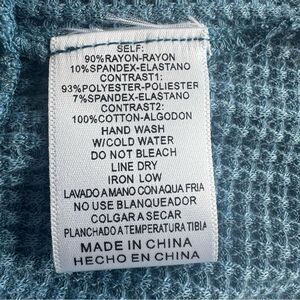 SELF:
90%RAYON-RAYON
10%SPANDEX-ELASTANO
CONTRAST1:
93%POLYESTER-POLIESTER
7%SPANDEX-ELASTANO
CONTRAST2:
100%COTTON-ALGODON
HAND WASH
W/COLD WATER
DO NOT BLEACH
LINE DRY
IRON LOW
LAVADO A MANO CON AQUA FRIA
NO USE BLANQUEADOR
COLGAR A SECAR
PLANCHADO A TEMPERATURA TIBIA
MADE IN CHINA
HECHO EN CHINA